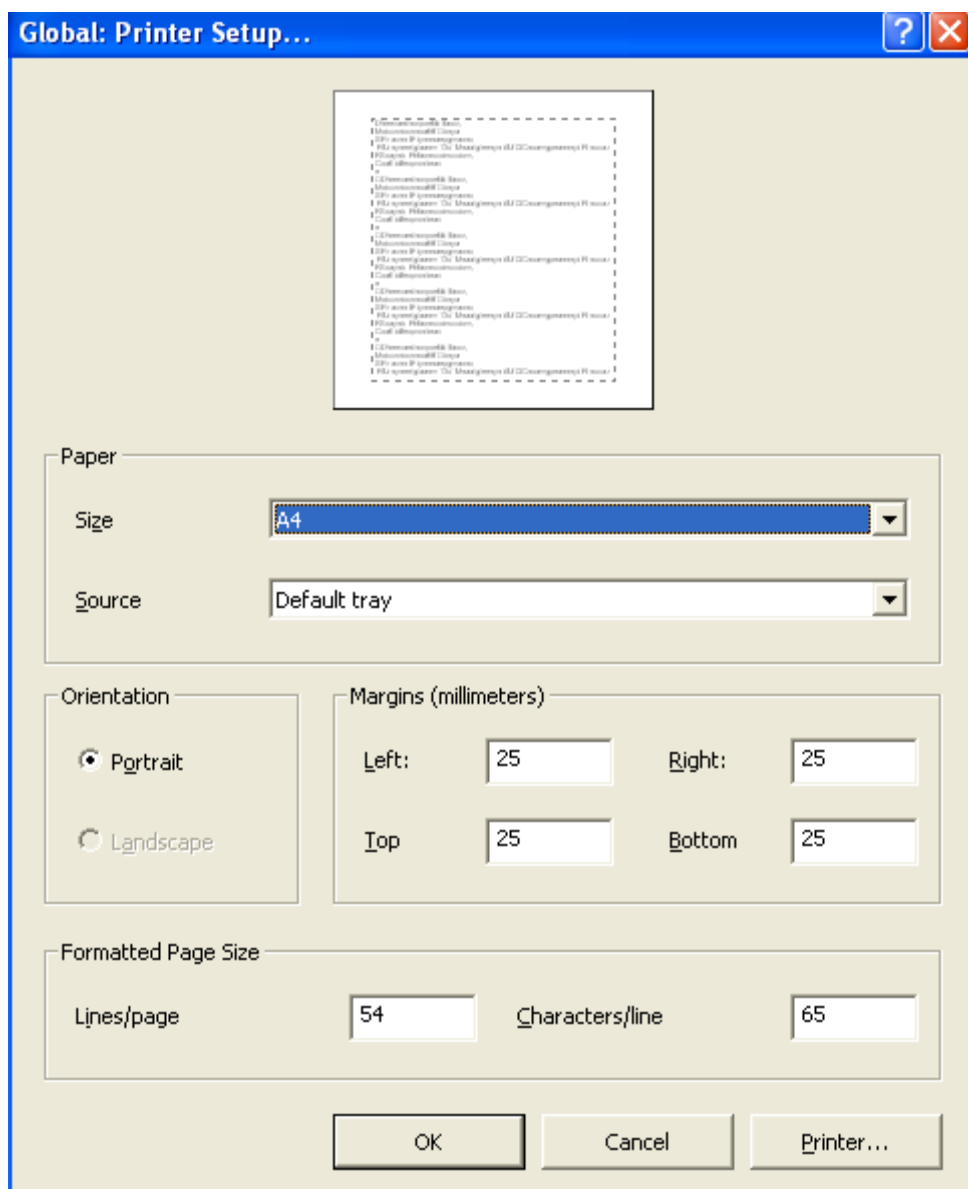 Global: Printer Setup...
Paper
Size
A4
Source
Default tray
Orientation
Portrait
Landscape
Margins (millimeters)
Left: 25 Right: 25
Top 25 Bottom 25
Formatted Page Size
Lines/page 54 Characters/line 65
OK Cancel Printer...